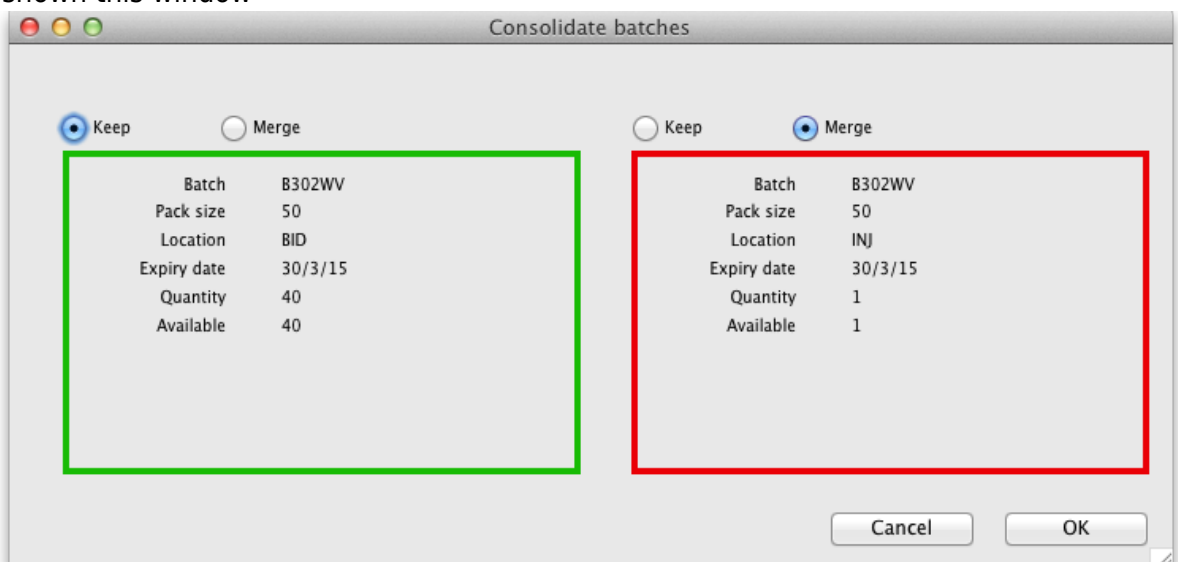 shown this window
Consolidate batches
Keep Merge
Batch B302WV
Pack size 50
Location BID
Expiry date 30/3/15
Quantity 40
Available 40
Keep Merge
Batch B302WV
Pack size 50
Location INJ
Expiry date 30/3/15
Quantity 1
Available 1
Cancel OK